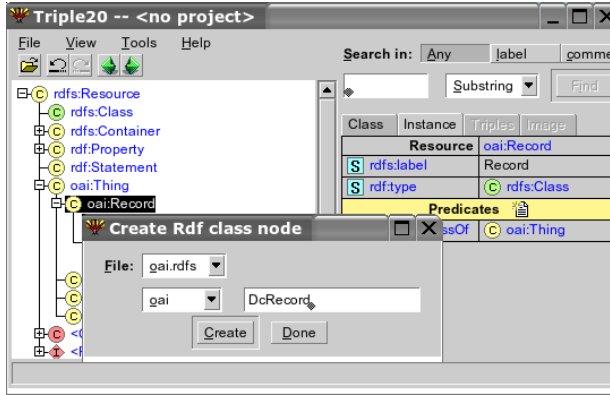 Triple20 -- <no project>
File View Tools Help
Search in: Any label comme
Substring Find
C rdfs:Resource
C rdfs:Class
C rdfs:Container
C rdf:Property
C rdf:Statement
C oai:Thing
C oai:Record
Class Instance Triples Image
Resource oai:Record
S rdfs:label Record
S rdf:type C rdfs:Class
Predicates
ssOf C oai:Thing
Create Rdf class node
File: oai.rdfs
oai DcRecord
Create Done
C
C
C
C <
I <